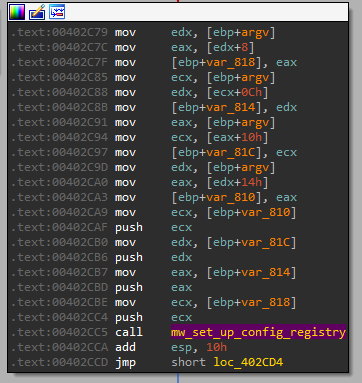 .text:00402C79 mov edx, [ebp+argv]
.text:00402C7C mov eax, [edx+8]
.text:00402C7F mov [ebp+var_818], eax
.text:00402C85 mov ecx, [ebp+argv]
.text:00402C88 mov edx, [ecx+0Ch]
.text:00402C8B mov [ebp+var_814], edx
.text:00402C91 mov eax, [ebp+argv]
.text:00402C94 mov ecx, [eax+10h]
.text:00402C97 mov [ebp+var_81C], ecx
.text:00402C9D mov edx, [ebp+argv]
.text:00402CA0 mov eax, [edx+14h]
.text:00402CA3 mov [ebp+var_810], eax
.text:00402CA9 mov ecx, [ebp+var_810]
.text:00402CAF push ecx
.text:00402CB0 mov edx, [ebp+var_81C]
.text:00402CB6 push edx
.text:00402CB7 mov eax, [ebp+var_814]
.text:00402CBD push eax
.text:00402CBE mov ecx, [ebp+var_818]
.text:00402CC4 push ecx
.text:00402CC5 call mw_set_up_config_registry
.text:00402CCA add esp, 10h
.text:00402CCD jmp short loc_402CD4